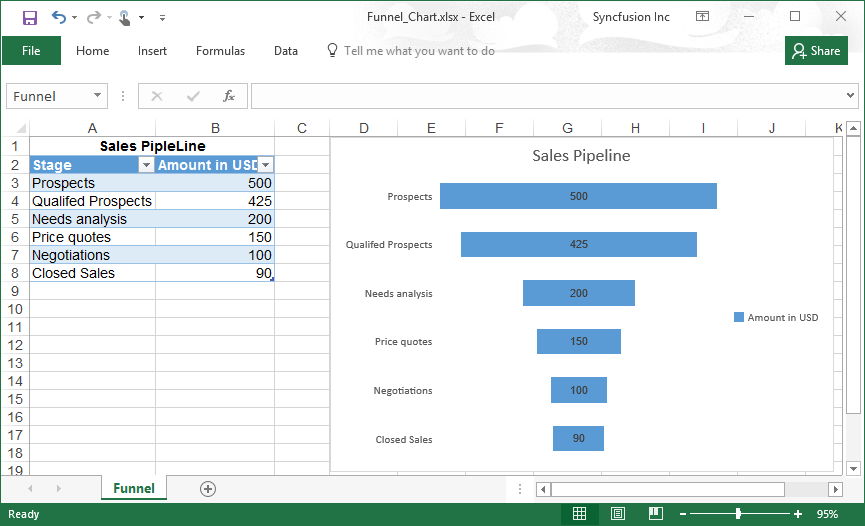 Funnel_Chart.xlsx - Excel
Syncfusion Inc
File
Home
Insert
Formulas
Data
Tell me what you want to do
Share
Funnel
fx
A B C D E F G H I J K
1 Sales PipleLine
2 Stage Amount in USD
3 Prospects 500
4 Qualifed Prospects 425
5 Needs analysis 200
6 Price quotes 150
7 Negotiations 100
8 Closed Sales 90
9
10
11
12
13
14
15
16
17
18
19
Sales Pipeline
Prospects 500
Qualifed Prospects 425
Needs analysis 200
Price quotes 150
Negotiations 100
Closed Sales 90
Amount in USD
Funnel
Ready
95%